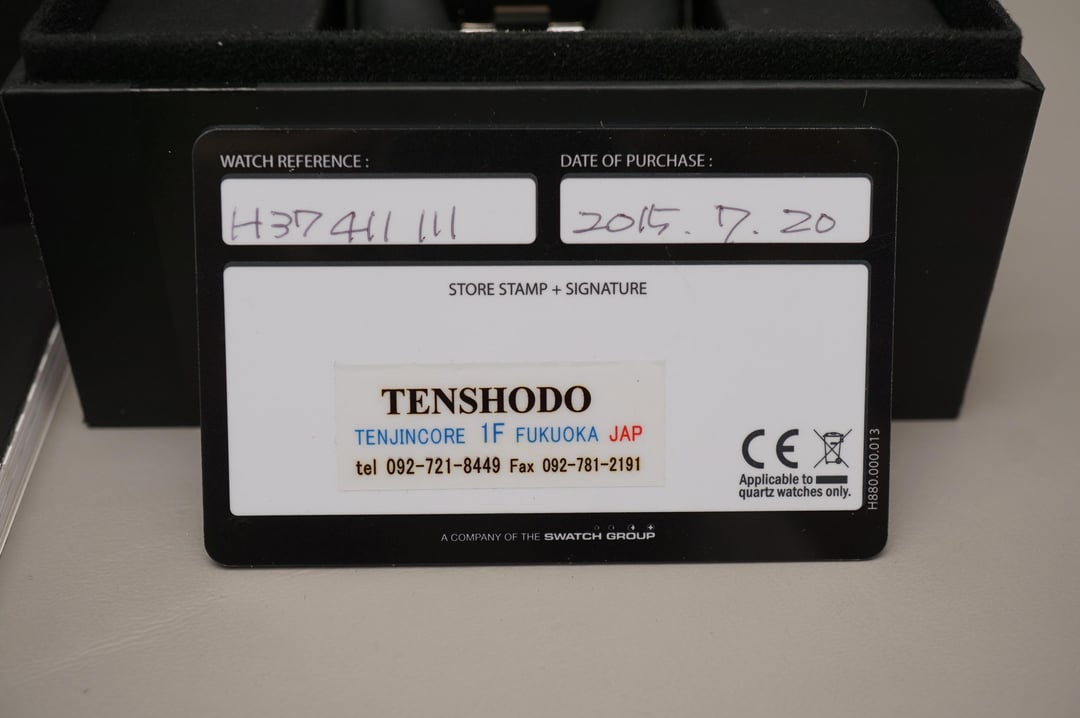 WATCH REFERENCE :
H37411111
DATE OF PURCHASE :
2015.7.20
STORE STAMP + SIGNATURE
TENSHODO
TENJINCORE 1F FUKUOKA JAP
tel 092-721-8449 Fax 092-781-2191
CE
Applicable to
quartz watches only.
H880.000.013
A COMPANY OF THE SWATCH GROUP